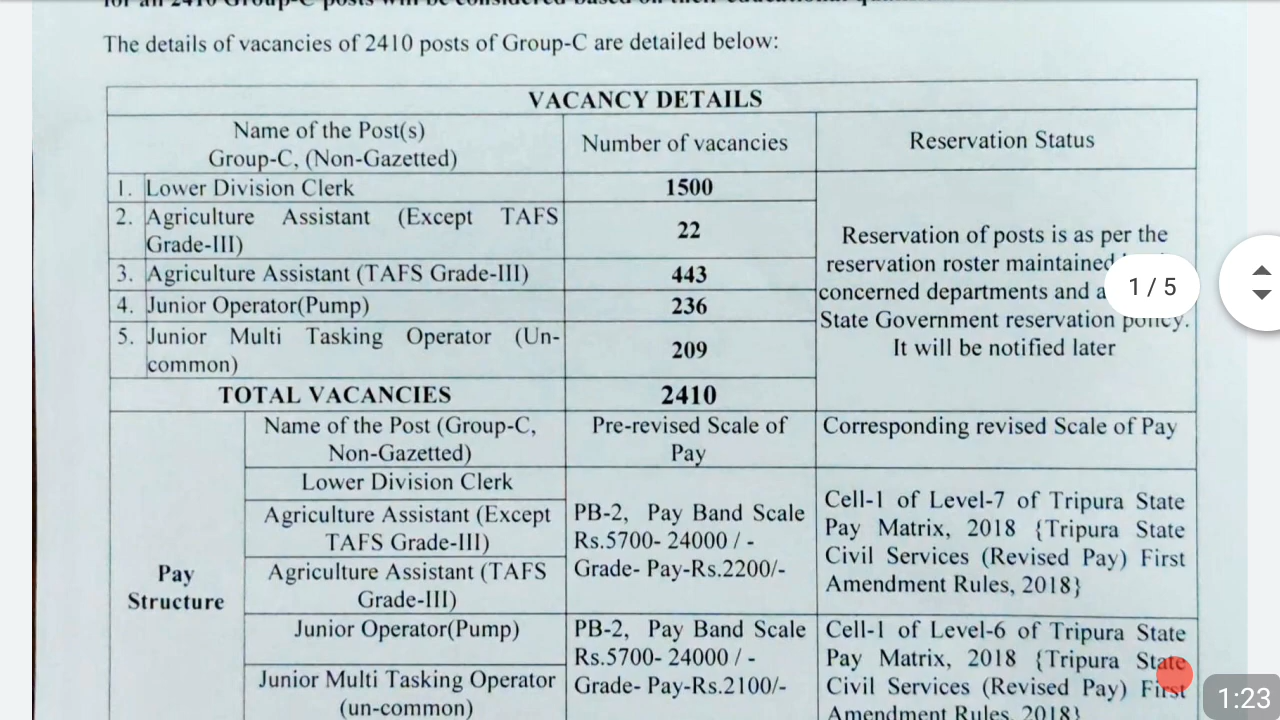 The details of vacancies of 2410 posts of Group-C are detailed below:
VACANCY DETAILS
Name of the Post(s)
Group-C, (Non-Gazetted)
Number of vacancies
Reservation Status
1. Lower Division Clerk
1500
2. Agriculture Assistant (Except TAFS
Grade-III)
22
3. Agriculture Assistant (TAFS Grade-III)
443
4. Junior Operator(Pump)
236
5. Junior Multi Tasking Operator (Un-
common)
209
Reservation of posts is as per the
reservation roster maintained
concerned departments and a
State Government reservation policy.
It will be notified later
1 / 5
TOTAL VACANCIES
2410
Pay
Structure
Name of the Post (Group-C,
Non-Gazetted)
Pre-revised Scale of
Pay
Corresponding revised Scale of Pay
Lower Division Clerk
Agriculture Assistant (Except
TAFS Grade-III)
Agriculture Assistant (TAFS
Grade-III)
PB-2, Pay Band Scale
Rs.5700- 24000 / -
Grade- Pay-Rs.2200/-
Cell-1 of Level-7 of Tripura State
Pay Matrix, 2018 {Tripura State
Civil Services (Revised Pay) First
Amendment Rules, 2018}
Junior Operator(Pump)
Junior Multi Tasking Operator
(un-common)
PB-2, Pay Band Scale
Rs.5700- 24000 / -
Grade- Pay-Rs.2100/-
Cell-1 of Level-6 of Tripura State
Pay Matrix, 2018 {Tripura State
Civil Services (Revised Pay) First
Amendment Rules, 2018}
1:23